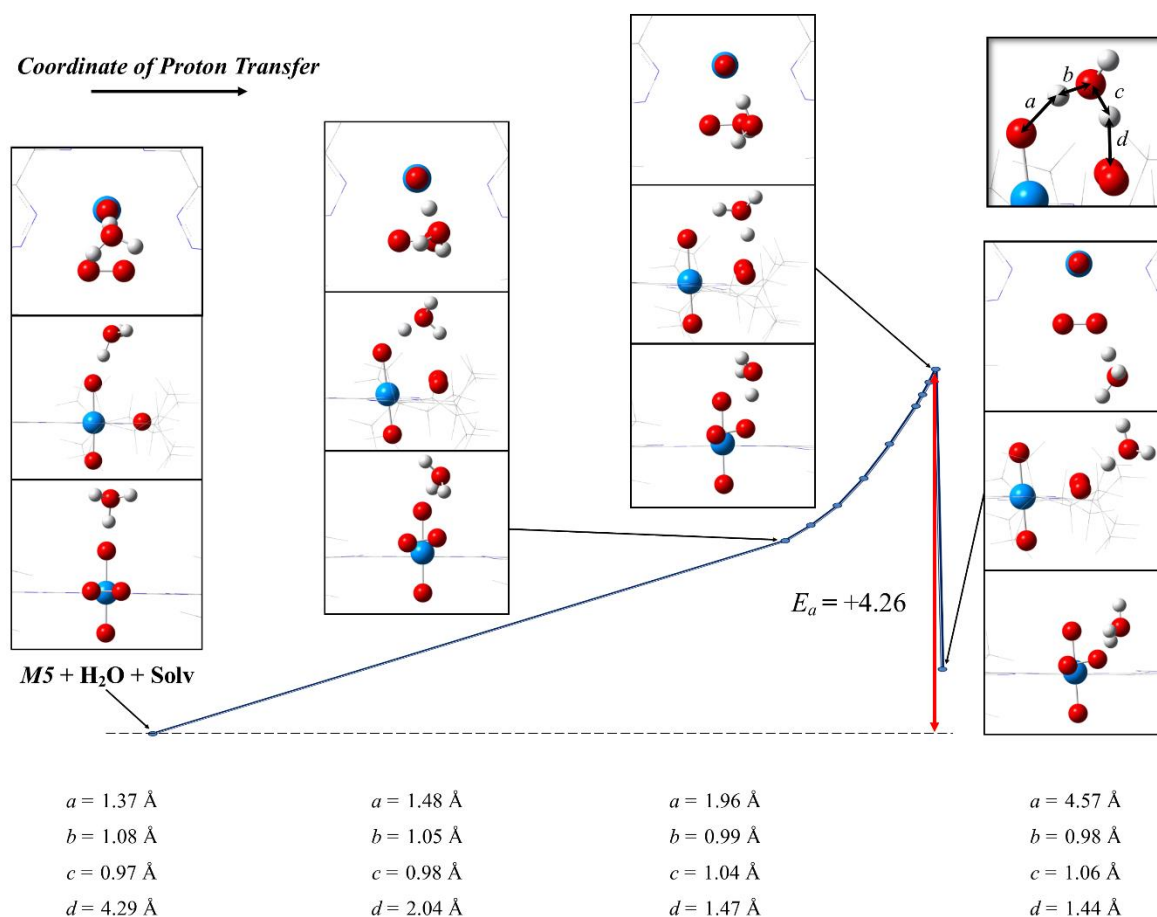 Coordinate of Proton Transfer
a
b
c
d
E_a = +4.26
M5 + H₂O + Solv
a = 1.37 Å
b = 1.08 Å
c = 0.97 Å
d = 4.29 Å
a = 1.48 Å
b = 1.05 Å
c = 0.98 Å
d = 2.04 Å
a = 1.96 Å
b = 0.99 Å
c = 1.04 Å
d = 1.47 Å
a = 4.57 Å
b = 0.98 Å
c = 1.06 Å
d = 1.44 Å